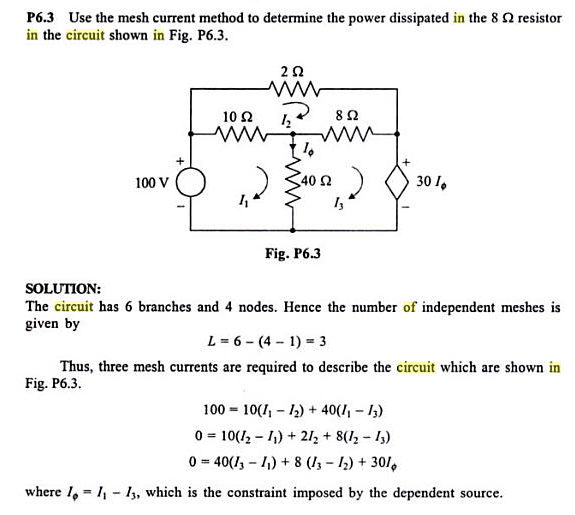 P6.3 Use the mesh current method to determine the power dissipated in the 8 Ω resistor
in the circuit shown in Fig. P6.3.
2 Ω
10 Ω
I₂
8 Ω
Iϕ
+
100 V
−
I₁
40 Ω
I₃
+
30 Iϕ
−
Fig. P6.3
SOLUTION:
The circuit has 6 branches and 4 nodes. Hence the number of independent meshes is
given by
L = 6 – (4 – 1) = 3
Thus, three mesh currents are required to describe the circuit which are shown in
Fig. P6.3.
100 = 10(I₁ – I₂) + 40(I₁ – I₃)
0 = 10(I₂ – I₁) + 2I₂ + 8(I₂ – I₃)
0 = 40(I₃ – I₁) + 8 (I₃ – I₂) + 30Iϕ
where Iϕ = I₁ – I₃, which is the constraint imposed by the dependent source.